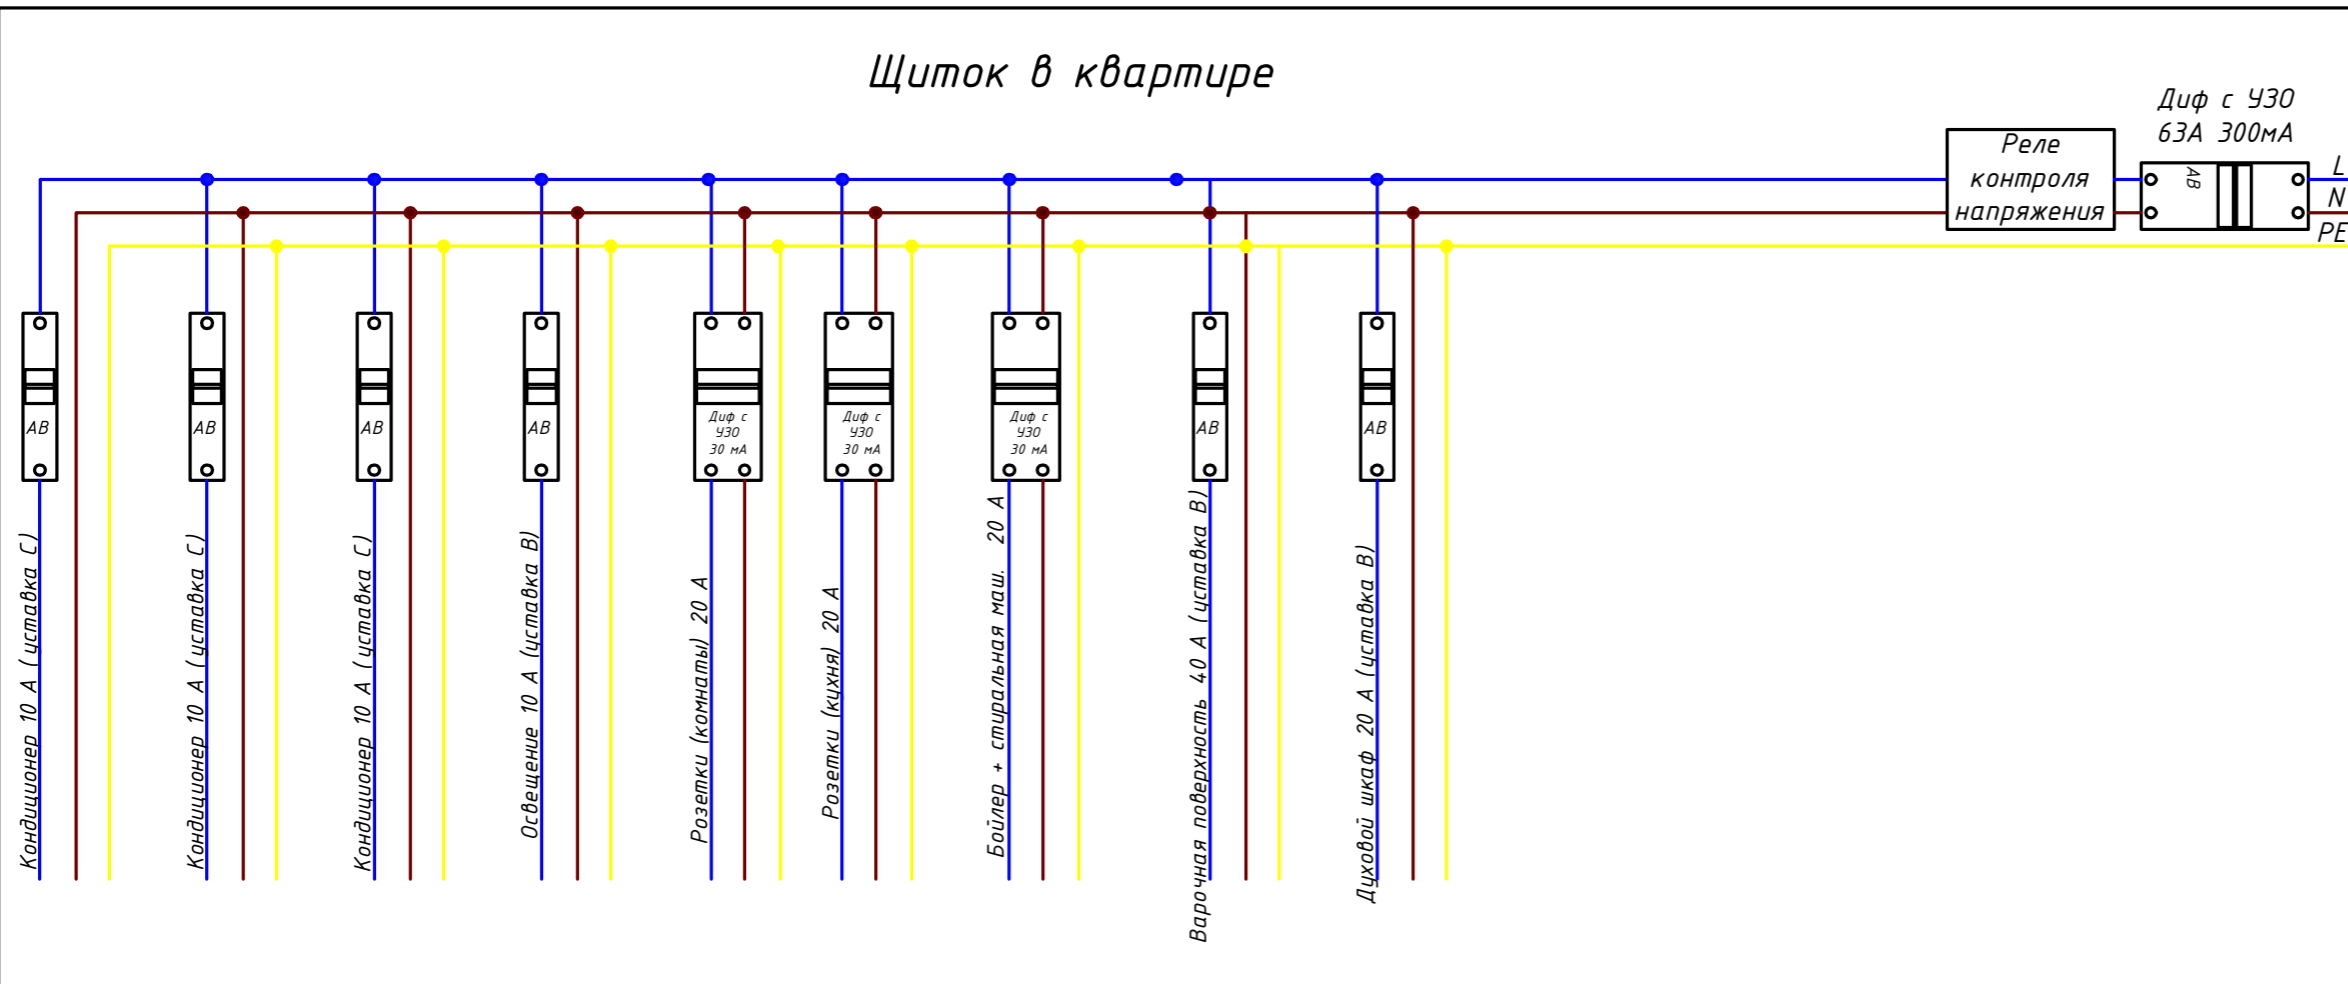 Щиток в квартире
Диф с УЗО
63А 300мА
Реле
контроля
напряжения
АВ
L
N
PE
АВ
АВ
АВ
АВ
Диф с
УЗО
30 мА
Диф с
УЗО
30 мА
Диф с
УЗО
30 мА
АВ
АВ
Кондиционер 10 А (уставка С)
Кондиционер 10 А (уставка С)
Кондиционер 10 А (уставка С)
Освещение 10 А (уставка В)
Розетки (комнаты) 20 А
Розетки (кухня) 20 А
Бойлер + стиральная маш. 20 А
Варочная поверхность 40 А (уставка В)
Духовой шкаф 20 А (уставка В)